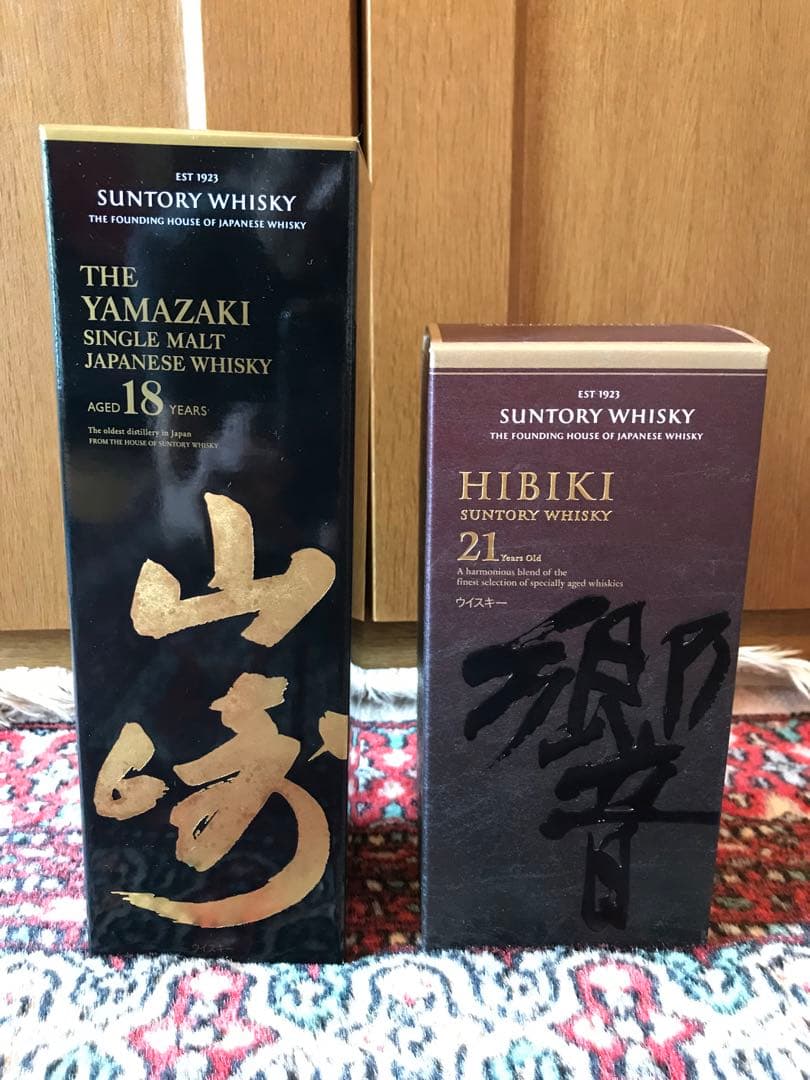 EST 1923
SUNTORY WHISKY
THE FOUNDING HOUSE OF JAPANESE WHISKY
THE
YAMAZAKI
SINGLE MALT
JAPANESE WHISKY
AGED 18 YEARS
The oldest distillery in Japan
FROM THE HOUSE OF SUNTORY WHISKY
山
崎
ウイスキー
EST 1923
SUNTORY WHISKY
THE FOUNDING HOUSE OF JAPANESE WHISKY
HIBIKI
SUNTORY WHISKY
21 Years Old
A harmonious blend of the
finest selection of specially aged whiskies
ウイスキー
響